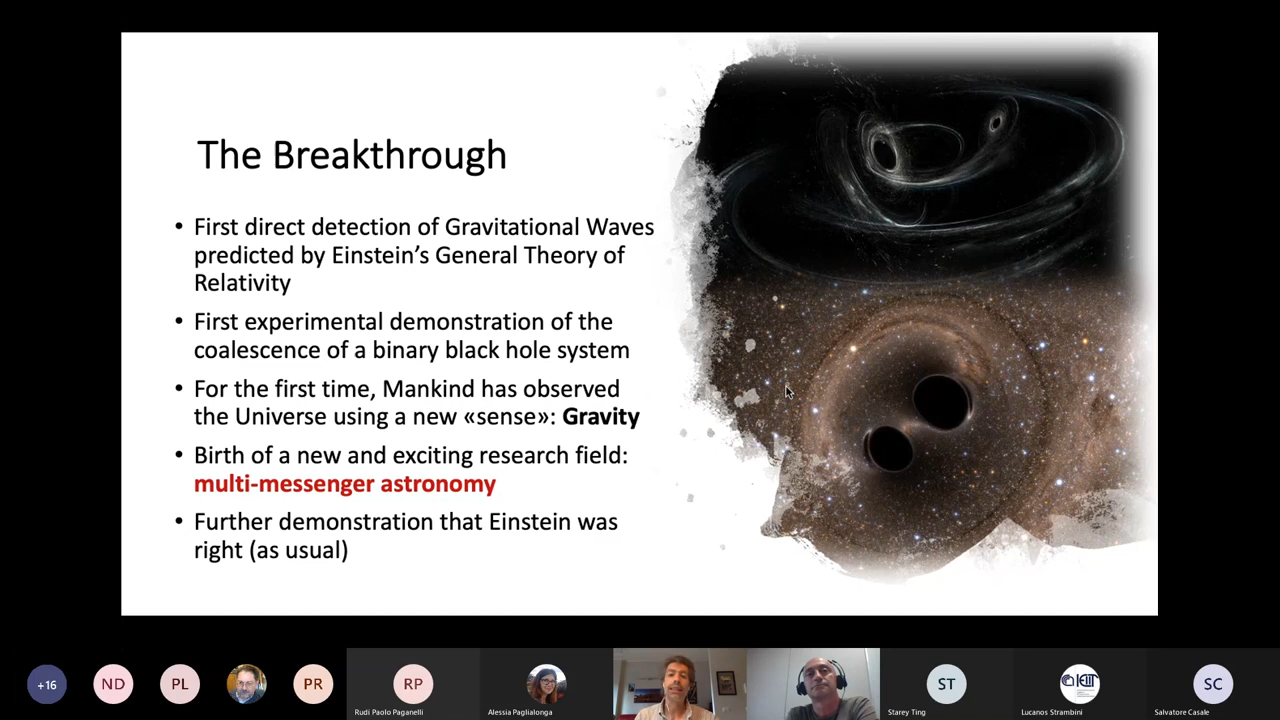 The Breakthrough
• First direct detection of Gravitational Waves
predicted by Einstein’s General Theory of
Relativity
• First experimental demonstration of the
coalescence of a binary black hole system
• For the first time, Mankind has observed
the Universe using a new «sense»: Gravity
• Birth of a new and exciting research field:
multi-messenger astronomy
• Further demonstration that Einstein was
right (as usual)
+16
ND
PL
PR
RP
ST
IEIIT
SC
Rudi Paolo Paganelli
Alessia Paglialonga
Starey Ting
Lucanos Strambini
Salvatore Casale